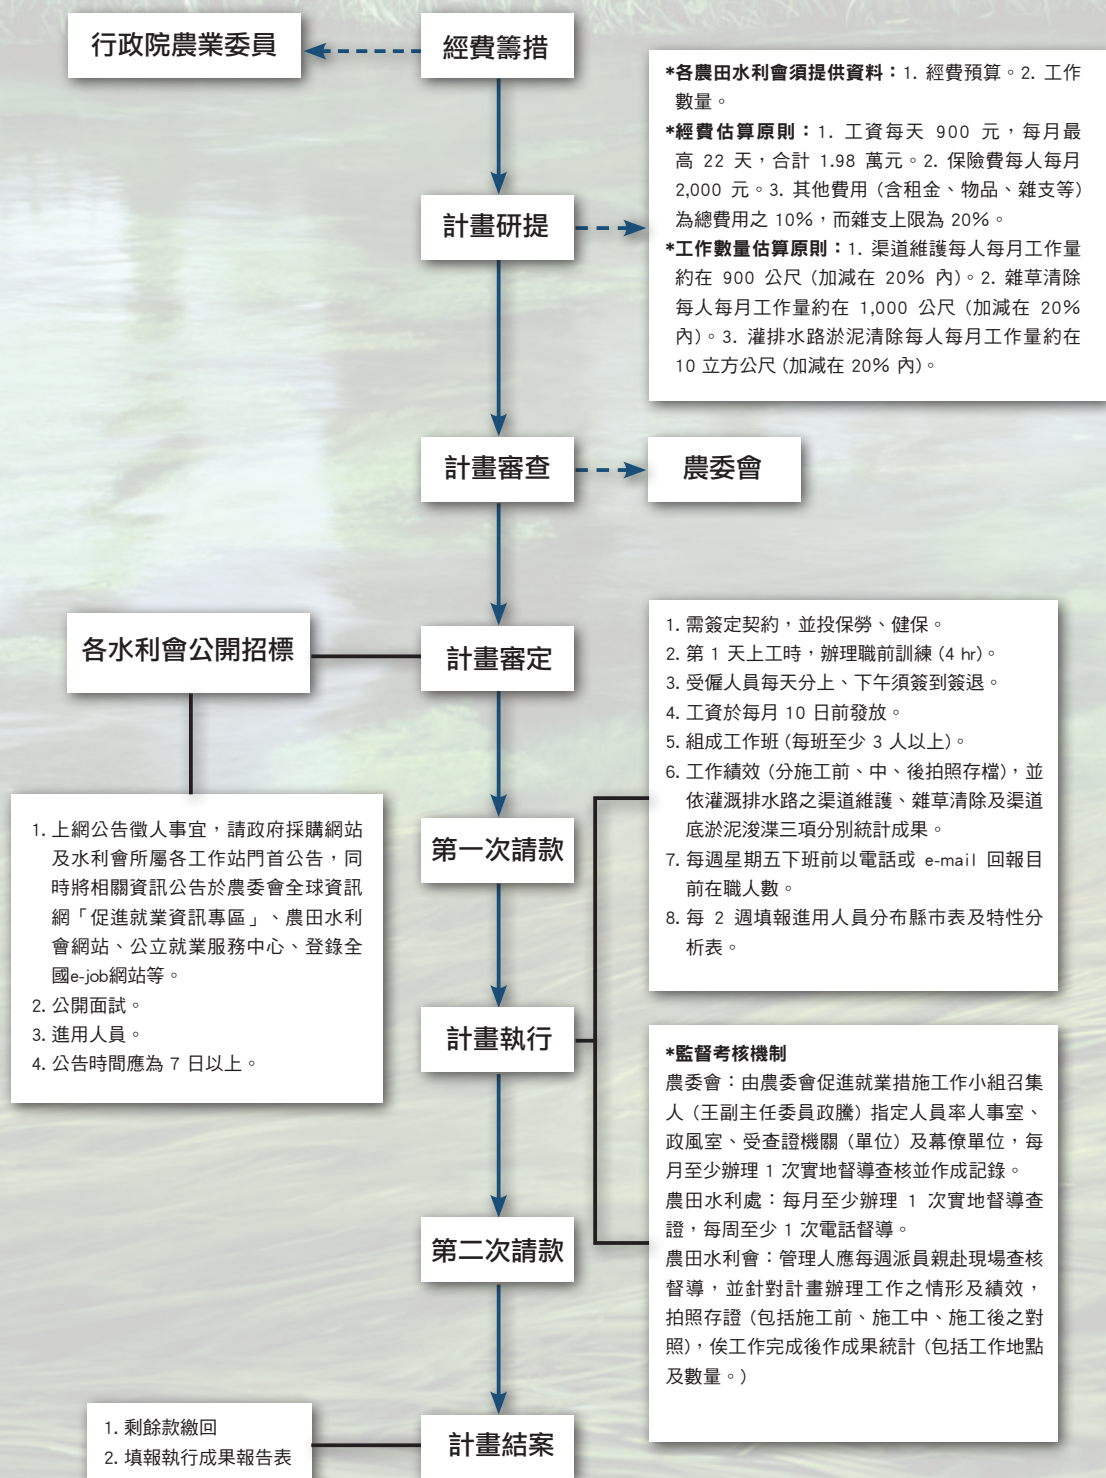 行政院農業委員
經費籌措
*各農田水利會須提供資料：1. 經費預算。2. 工作
數量。
*經費估算原則：1. 工資每天 900 元，每月最
高 22 天，合計 1.98 萬元。2. 保險費每人每月
2,000 元。3. 其他費用 (含租金、物品、雜支等)
為總費用之 10%，而雜支上限為 20%。
*工作數量估算原則：1. 渠道維護每人每月工作量
約在 900 公尺 (加減在 20% 內)。2. 雜草清除
每人每月工作量約在 1,000 公尺 (加減在 20%
內)。3. 灌排水路淤泥清除每人每月工作量約在
10 立方公尺 (加減在 20% 內)。
計畫研提
計畫審查
農委會
各水利會公開招標
計畫審定
1. 上網公告徵人事宜，請政府採購網站
及水利會所屬各工作站門首公告，同
時將相關資訊公告於農委會全球資訊
網「促進就業資訊專區」、農田水利
會網站、公立就業服務中心、登錄全
國e-job網站等。
2. 公開面試。
3. 進用人員。
4. 公告時間應為 7 日以上。
第一次請款
1. 需簽定契約，並投保勞、健保。
2. 第 1 天上工時，辦理職前訓練 (4 hr)。
3. 受僱人員每天分上、下午須簽到簽退。
4. 工資於每月 10 日前發放。
5. 組成工作班 (每班至少 3 人以上)。
6. 工作績效 (分施工前、中、後拍照存檔)，並
依灌溉排水路之渠道維護、雜草清除及渠道
底淤泥浚渫三項分別統計成果。
7. 每週星期五下班前以電話或 e-mail 回報目
前在職人數。
8. 每 2 週填報進用人員分布縣市表及特性分
析表。
計畫執行
*監督考核機制
農委會：由農委會促進就業措施工作小組召集
人 (王副主任委員政騰) 指定人員率人事室、
政風室、受查證機關 (單位) 及幕僚單位，每
月至少辦理 1 次實地督導查核並作成記錄。
農田水利處：每月至少辦理 1 次實地督導查
證，每周至少 1 次電話督導。
農田水利會：管理人應每週派員親赴現場查核
督導，並針對計畫辦理工作之情形及績效，
拍照存證 (包括施工前、施工中、施工後之對
照)，俟工作完成後作成果統計 (包括工作地點
及數量。)
第二次請款
1. 剩餘款繳回
2. 填報執行成果報告表
計畫結案